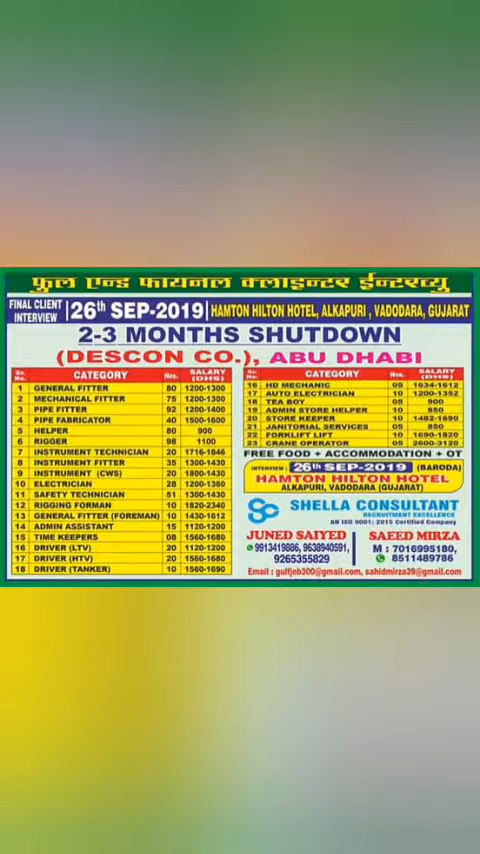 फुल एन्ड फायनल क्लाइन्टर ईन्टरव्यु
FINAL CLIENT INTERVIEW | 26th SEP-2019 | HAMTON HILTON HOTEL, ALKAPURI , VADODARA, GUJARAT
2-3 MONTHS SHUTDOWN
(DESCON CO.), ABU DHABI
Sr. No. CATEGORY Nos. SALARY (DHS)
1 GENERAL FITTER 80 1200-1300
2 MECHANICAL FITTER 75 1200-1300
3 PIPE FITTER 92 1200-1400
4 PIPE FABRICATOR 40 1500-1600
5 HELPER 80 900
6 RIGGER 98 1100
7 INSTRUMENT TECHNICIAN 20 1716-1846
8 INSTRUMENT FITTER 35 1300-1430
9 INSTRUMENT (CWS) 20 1800-1430
10 ELECTRICIAN 28 1200-1360
11 SAFETY TECHNICIAN 51 1300-1430
12 RIGGING FORMAN 10 1820-2340
13 GENERAL FITTER (FOREMAN) 10 1430-1612
14 ADMIN ASSISTANT 15 1120-1200
15 TIME KEEPERS 08 1560-1680
16 DRIVER (LTV) 20 1120-1200
17 DRIVER (HTV) 20 1560-1680
18 DRIVER (TANKER) 10 1560-1690
Sr. No. CATEGORY Nos. SALARY (DHS)
16 HD MECHANIC 05 1634-1612
17 AUTO ELECTRICIAN 10 1200-1352
18 TEA BOY 05 900
19 ADMIN STORE HELPER 10 850
20 STORE KEEPER 10 1482-1690
21 JANITORIAL SERVICES 05 850
22 FORKLIFT LIFT 10 1690-1820
23 CRANE OPERATOR 05 2600-3120
FREE FOOD + ACCOMMODATION + OT
INTERVIEW : 26th SEP-2019 (BARODA)
HAMTON HILTON HOTEL
ALKAPURI, VADODARA (GUJARAT)
SHELLA CONSULTANT
RECRUITMENT EXCELLENCE
AN ISO 9001: 2015 Certified Company
JUNED SAIYED
9913419886, 9638940591,
9265355829
SAEED MIRZA
M : 7016995180,
8511489786
Email : gulfjob300@gmail.com, sahidmirza39@gmail.com